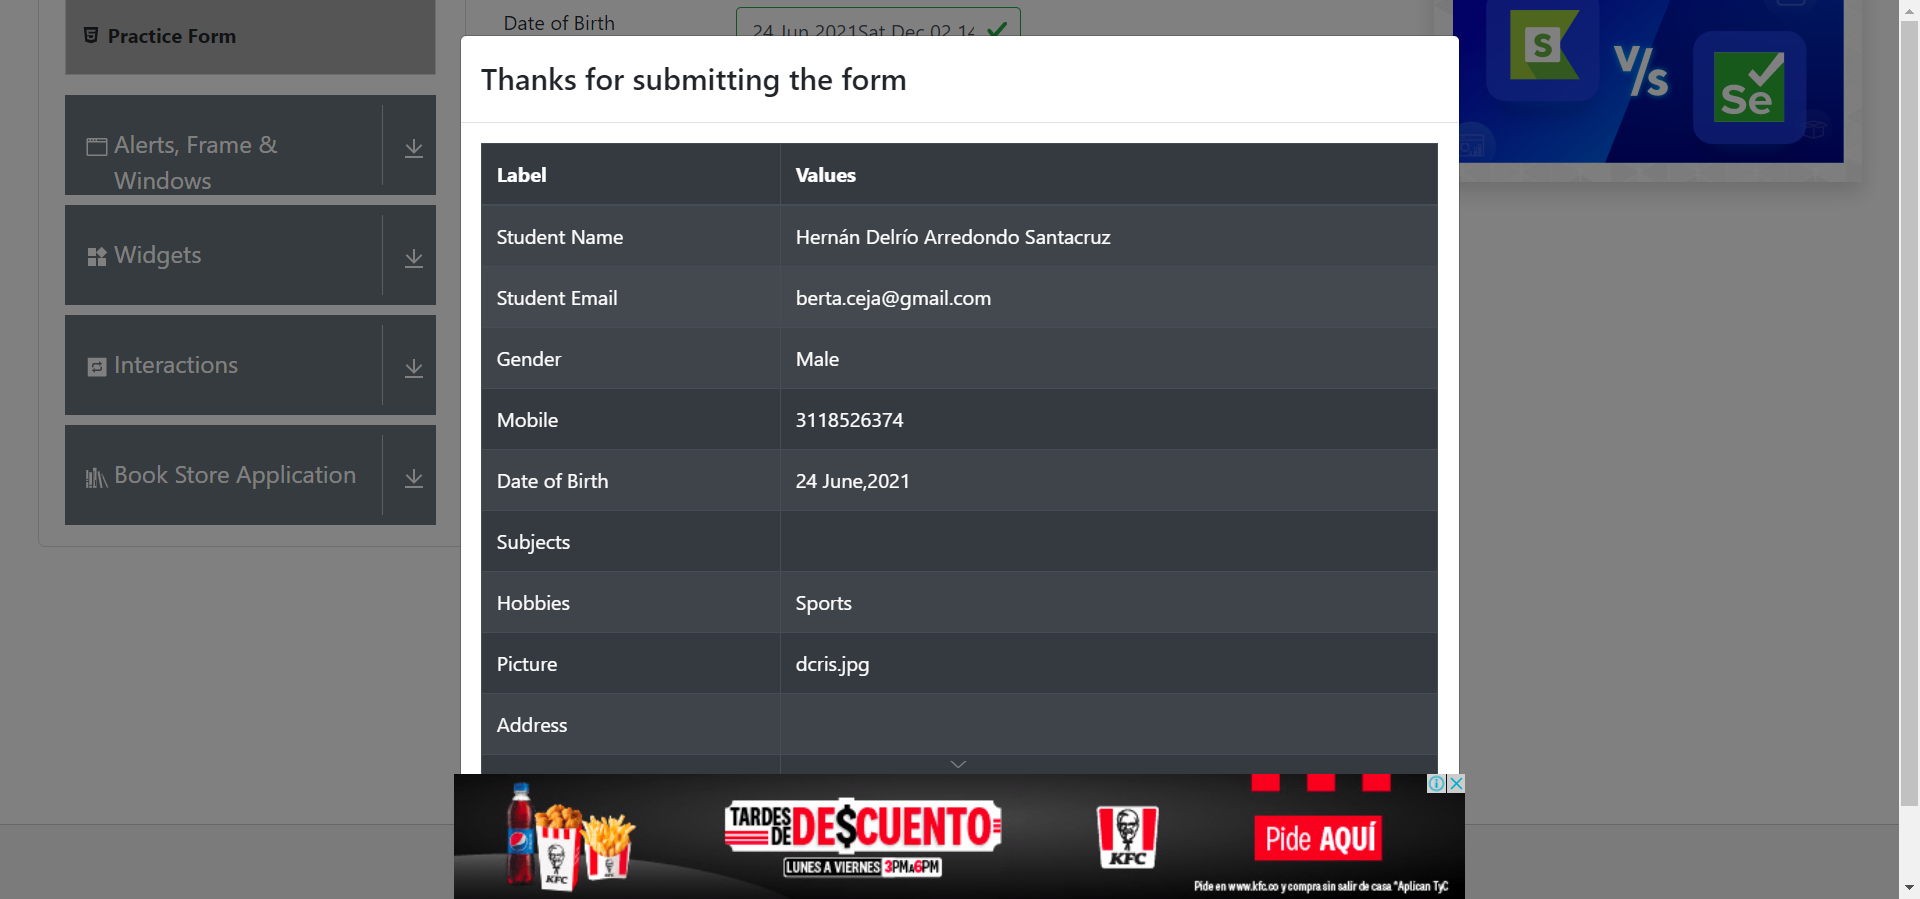 Practice Form
Alerts, Frame &
Windows
Widgets
Interactions
Book Store Application
Date of Birth
24 Jun 2021Sat Dec 02 14
Thanks for submitting the form
Label Values
Student Name Hernán Delrío Arredondo Santacruz
Student Email berta.ceja@gmail.com
Gender Male
Mobile 3118526374
Date of Birth 24 June,2021
Subjects
Hobbies Sports
Picture dcris.jpg
Address
S V/s Se
TARDES DE DE$CUENTO
LUNES A VIERNES 3PM A 6PM
KFC
KFC
KFC
Pide AQUÍ
Pide en www.kfc.co y compra sin salir de casa *Aplican TyC